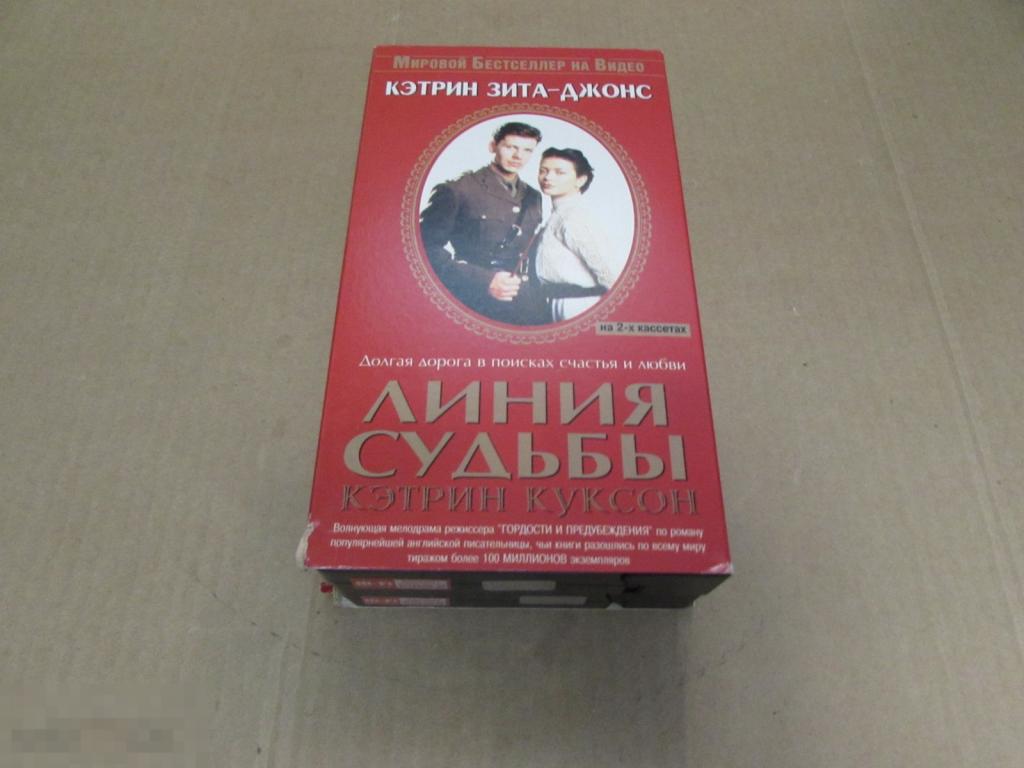 Мировой Бестселлер на Видео
КЭТРИН ЗИТА-ДЖОНС
на 2-х кассетах
Долгая дорога в поисках счастья и любви
ЛИНИЯ
СУДЬБЫ
КЭТРИН КУКСОН
Волнующая мелодрама режиссера "ГОРДОСТИ И ПРЕДУБЕЖДЕНИЯ" по роману
популярнейшей английской писательницы, чьи книги разошлись по всему миру
тиражом более 100 МИЛЛИОНОВ экземпляров